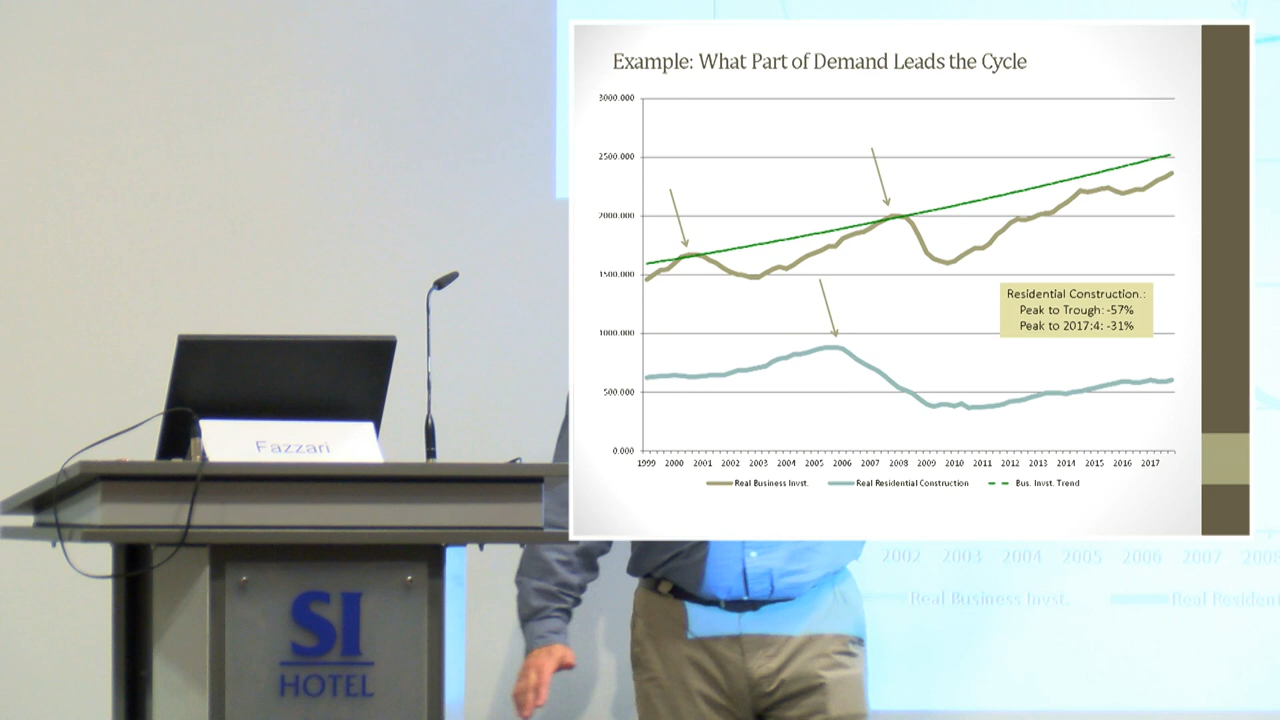 Example: What Part of Demand Leads the Cycle
3000.000
2500.000
2000.000
1500.000
1000.000
500.000
0.000
Residential Construction.:
Peak to Trough: -57%
Peak to 2017:4: -31%
1999 2000 2001 2002 2003 2004 2005 2006 2007 2008 2009 2010 2011 2012 2013 2014 2015 2016 2017
Real Business Invst. Real Residential Construction Bus. Invst. Trend
Fazzari
SI
HOTEL
2002 2003 2004 2005 2006 2007 2008
Real Business Invst. Real Residen